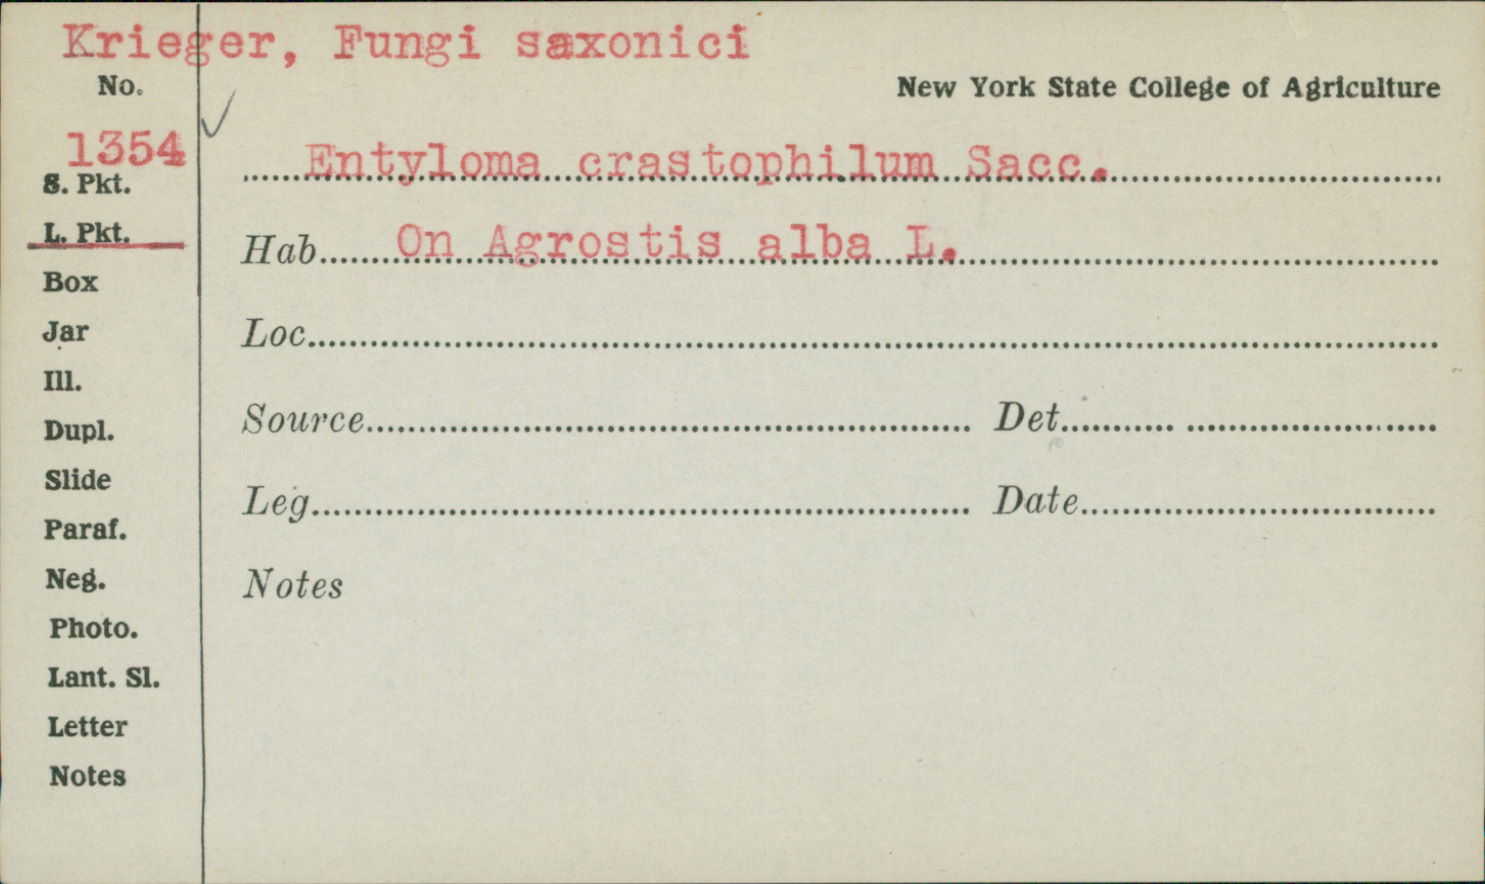 Krieger, Fungi saxonici
No.
New York State College of Agriculture
1354
Entyloma crastophilum Sacc.
S. Pkt.
L. Pkt.
Hab. On Agrostis alba L.
Box
Jar
Loc.
Ill.
Dupl.
Source Det.
Slide
Leg. Date
Paraf.
Neg.
Notes
Photo.
Lant. Sl.
Letter
Notes